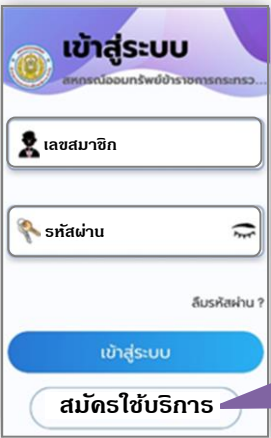 เข้าสู่ระบบ
สหกรณ์ออมทรัพย์ข้าราชการกระทรว...
เลขสมาชิก
รหัสผ่าน
ลืมรหัสผ่าน ?
เข้าสู่ระบบ
สมัครใช้บริการ